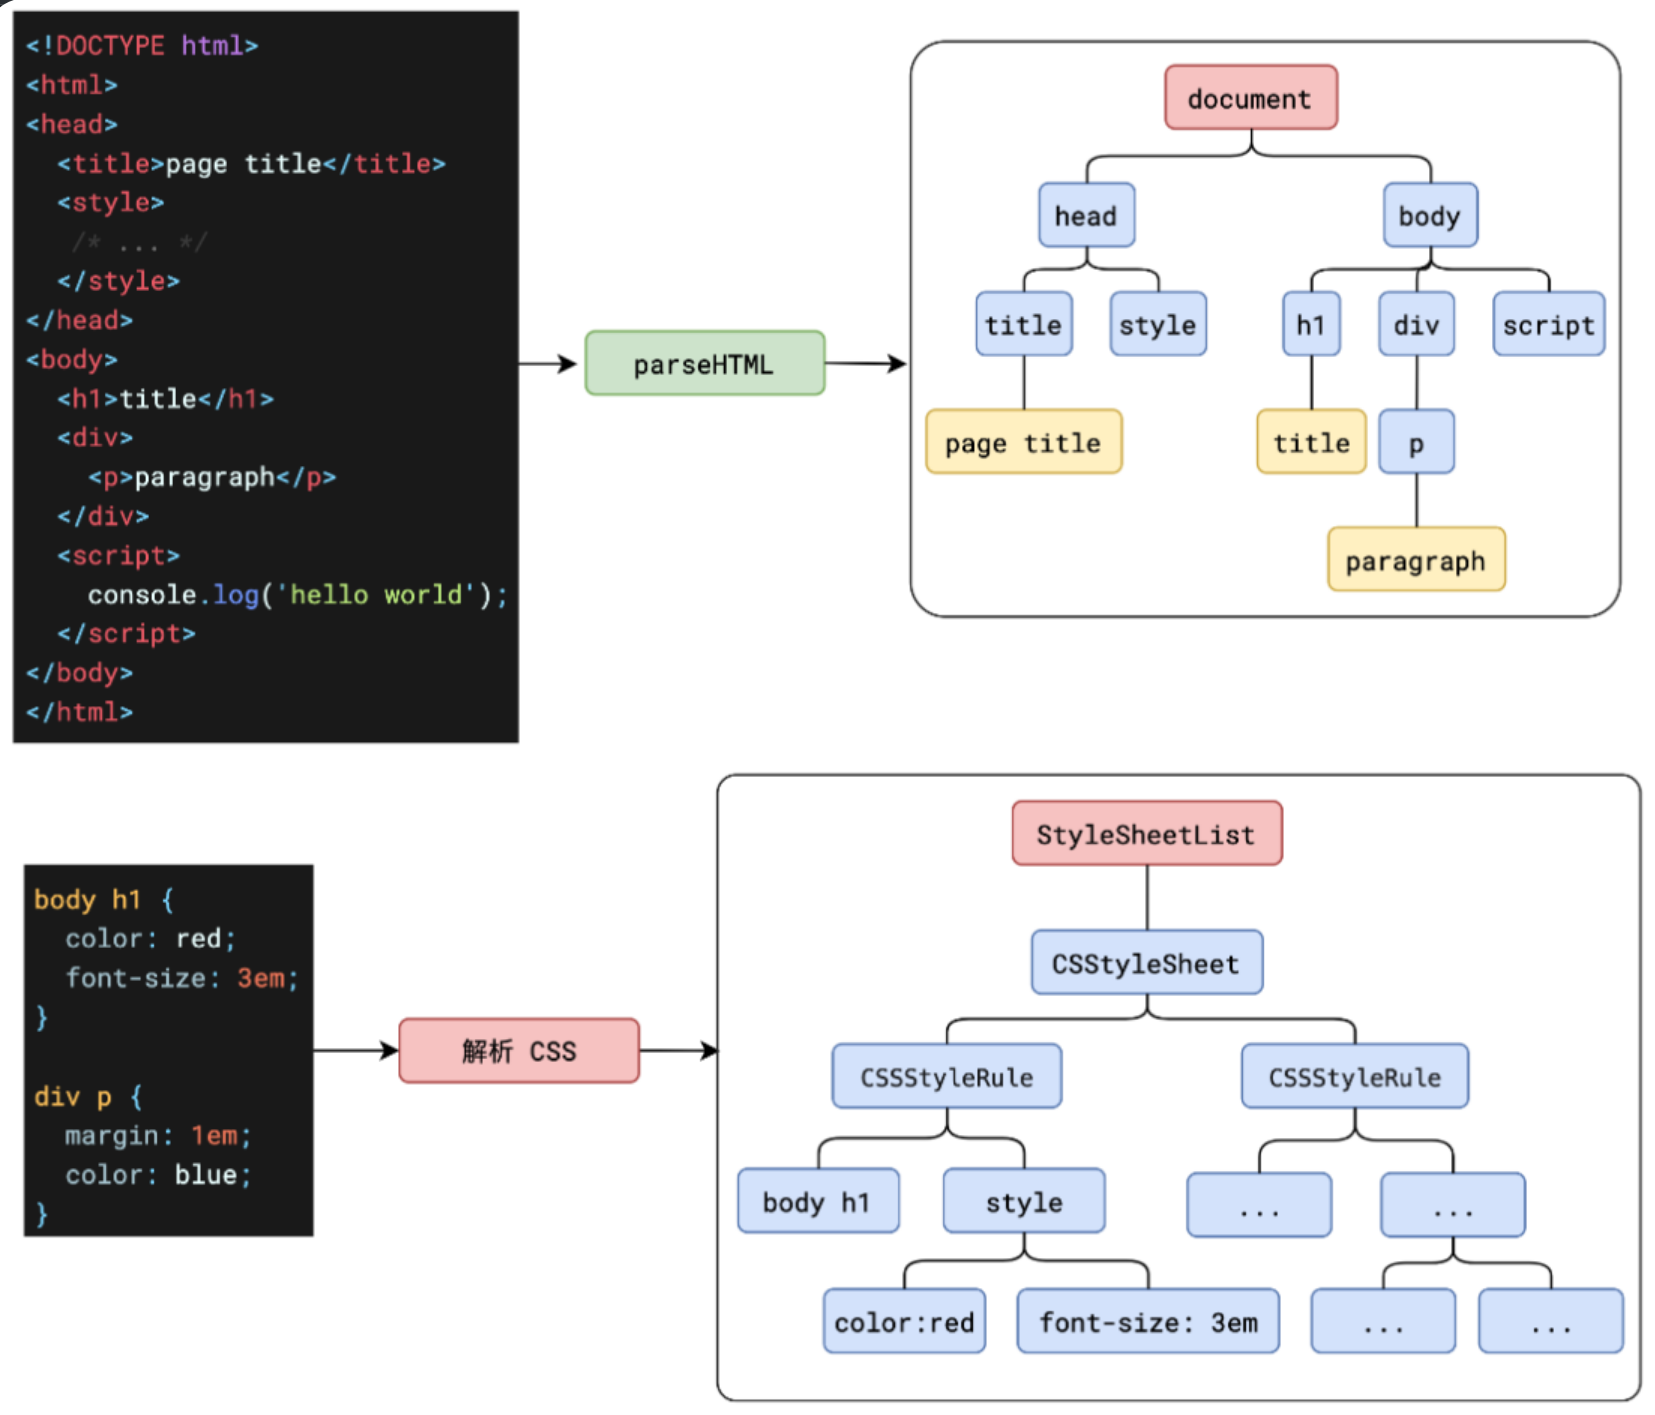 <!DOCTYPE html>
<html>
<head>
  <title>page title</title>
  <style>
   /* ... */
  </style>
</head>
<body>
  <h1>title</h1>
  <div>
    <p>paragraph</p>
  </div>
  <script>
    console.log('hello world');
  </script>
</body>
</html>
parseHTML
document
head
body
title
style
h1
div
script
page title
title
p
paragraph
body h1 {
  color: red;
  font-size: 3em;
}
div p {
  margin: 1em;
  color: blue;
}
解析 CSS
StyleSheetList
CSStyleSheet
CSSStyleRule
CSSStyleRule
body h1
style
...
...
color:red
font-size: 3em
...
...